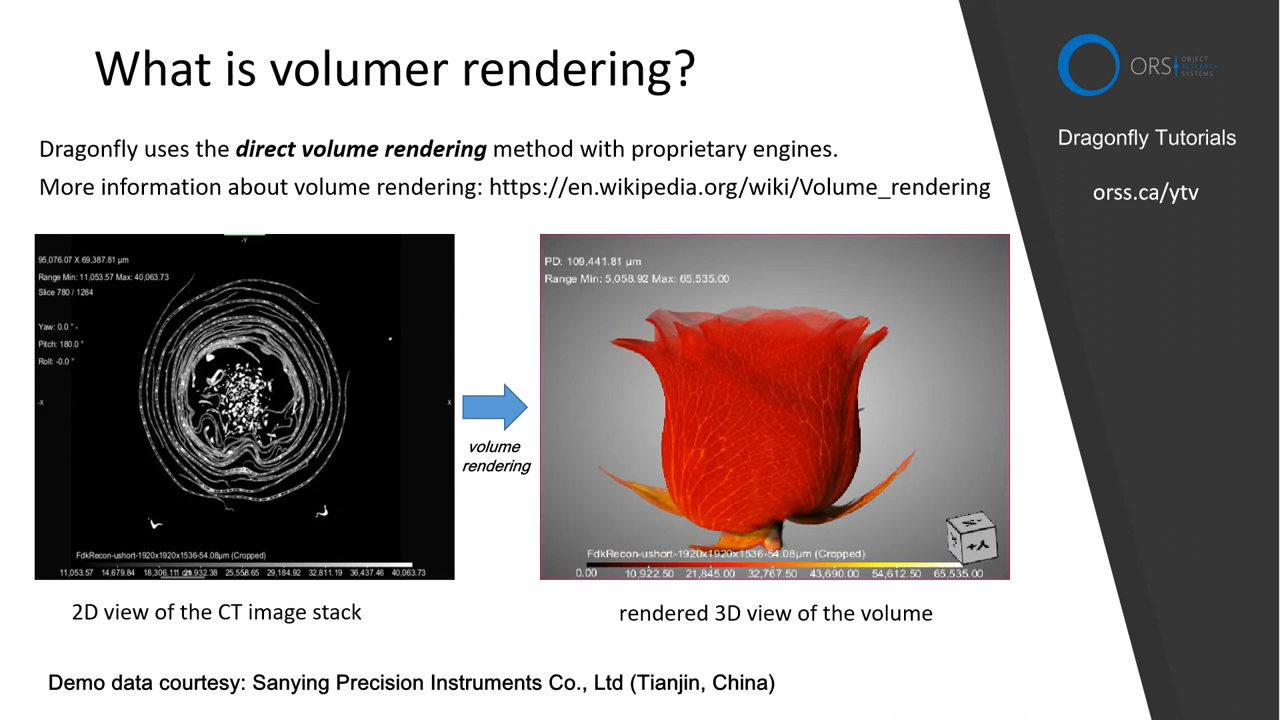 What is volumer rendering?
Dragonfly uses the direct volume rendering method with proprietary engines.
More information about volume rendering: https://en.wikipedia.org/wiki/Volume_rendering
ORS OBJECT RESEARCH SYSTEMS
Dragonfly Tutorials
orss.ca/ytv
-Y
95,076.07 X 69,387.81 µm
Range Min: 11,053.57 Max: 40,063.73
Slice 780 / 1284
Yaw: 0.0 °
Pitch: 180.0 °
Roll: -0.0 °
-X
X
FdkRecon-ushort-1920x1920x1536-54.08µm (Cropped)
11,053.57 14,679.84 25,558.65 29,184.92 32,811.19 36,437.46 40,063.73
volume
rendering
PD: 109,441.81 µm
Range Min: 5,058.92 Max: 65,535.00
FdkRecon-ushort-1920x1920x1536-54.08µm (Cropped)
0.00 10,922.50 21,845.00 32,767.50 43,690.00 54,612.50 65,535.00
2D view of the CT image stack
rendered 3D view of the volume
Demo data courtesy: Sanying Precision Instruments Co., Ltd (Tianjin, China)